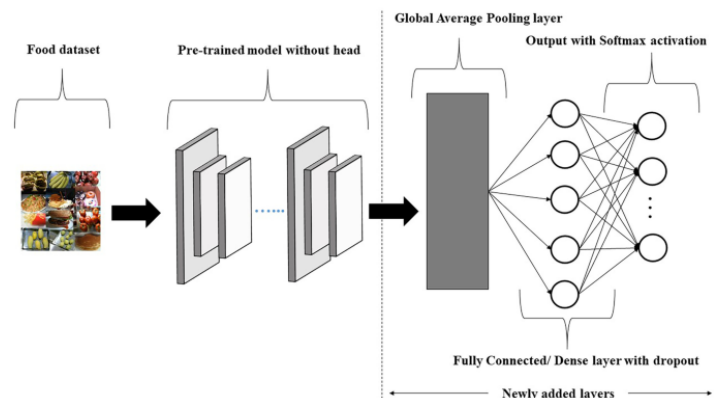 Global Average Pooling layer
Food dataset
Pre-trained model without head
Output with Softmax activation
Fully Connected/ Dense layer with dropout
Newly added layers